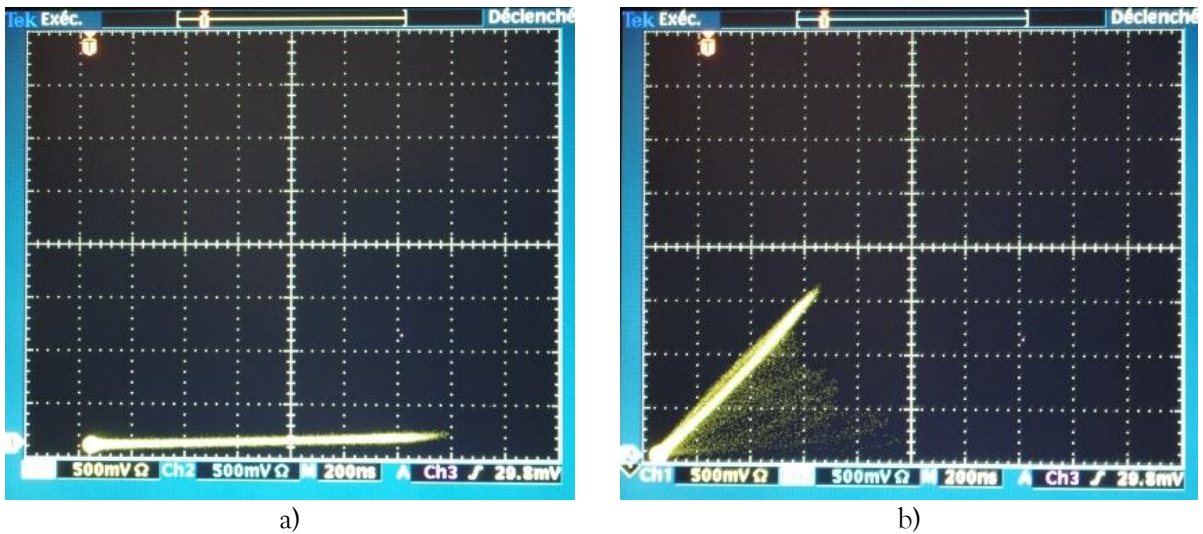 Tek Exéc. Déclenché
T
500mV Ω Ch2 500mV Ω M 200ns A Ch3 ∫ 29.8mV
a)
Tek Exéc. Déclenché
T
Ch1 500mV Ω 500mV Ω M 200ns A Ch3 ∫ 29.8mV
b)